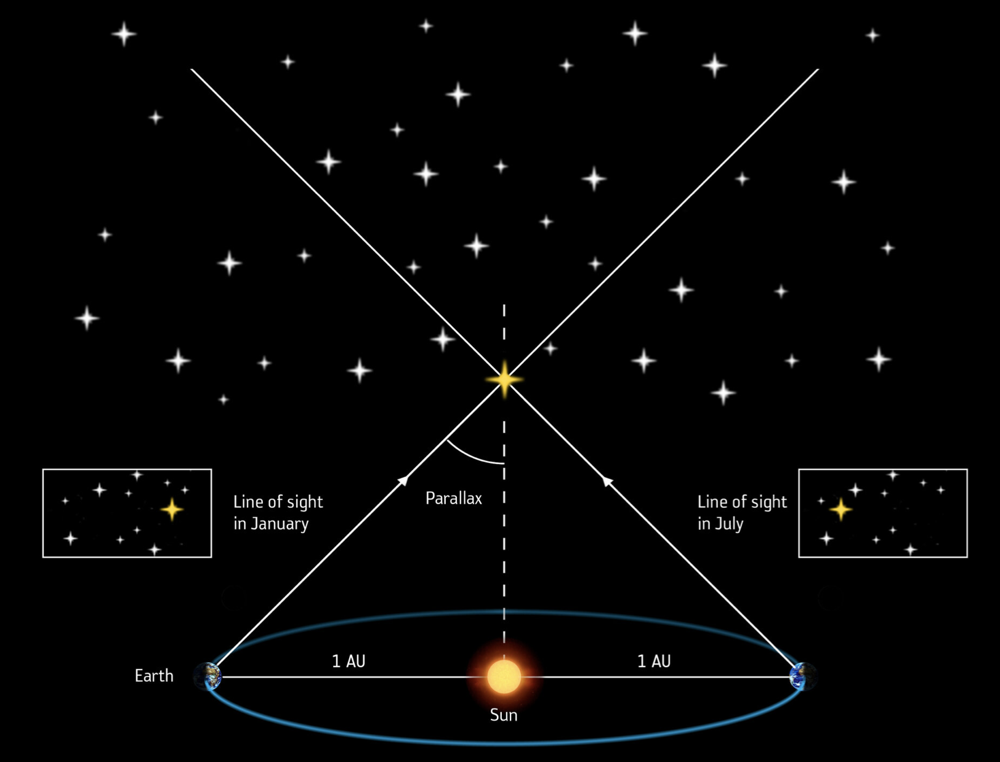 Line of sight
in January
Parallax
Line of sight
in July
1 AU
1 AU
Earth
Sun